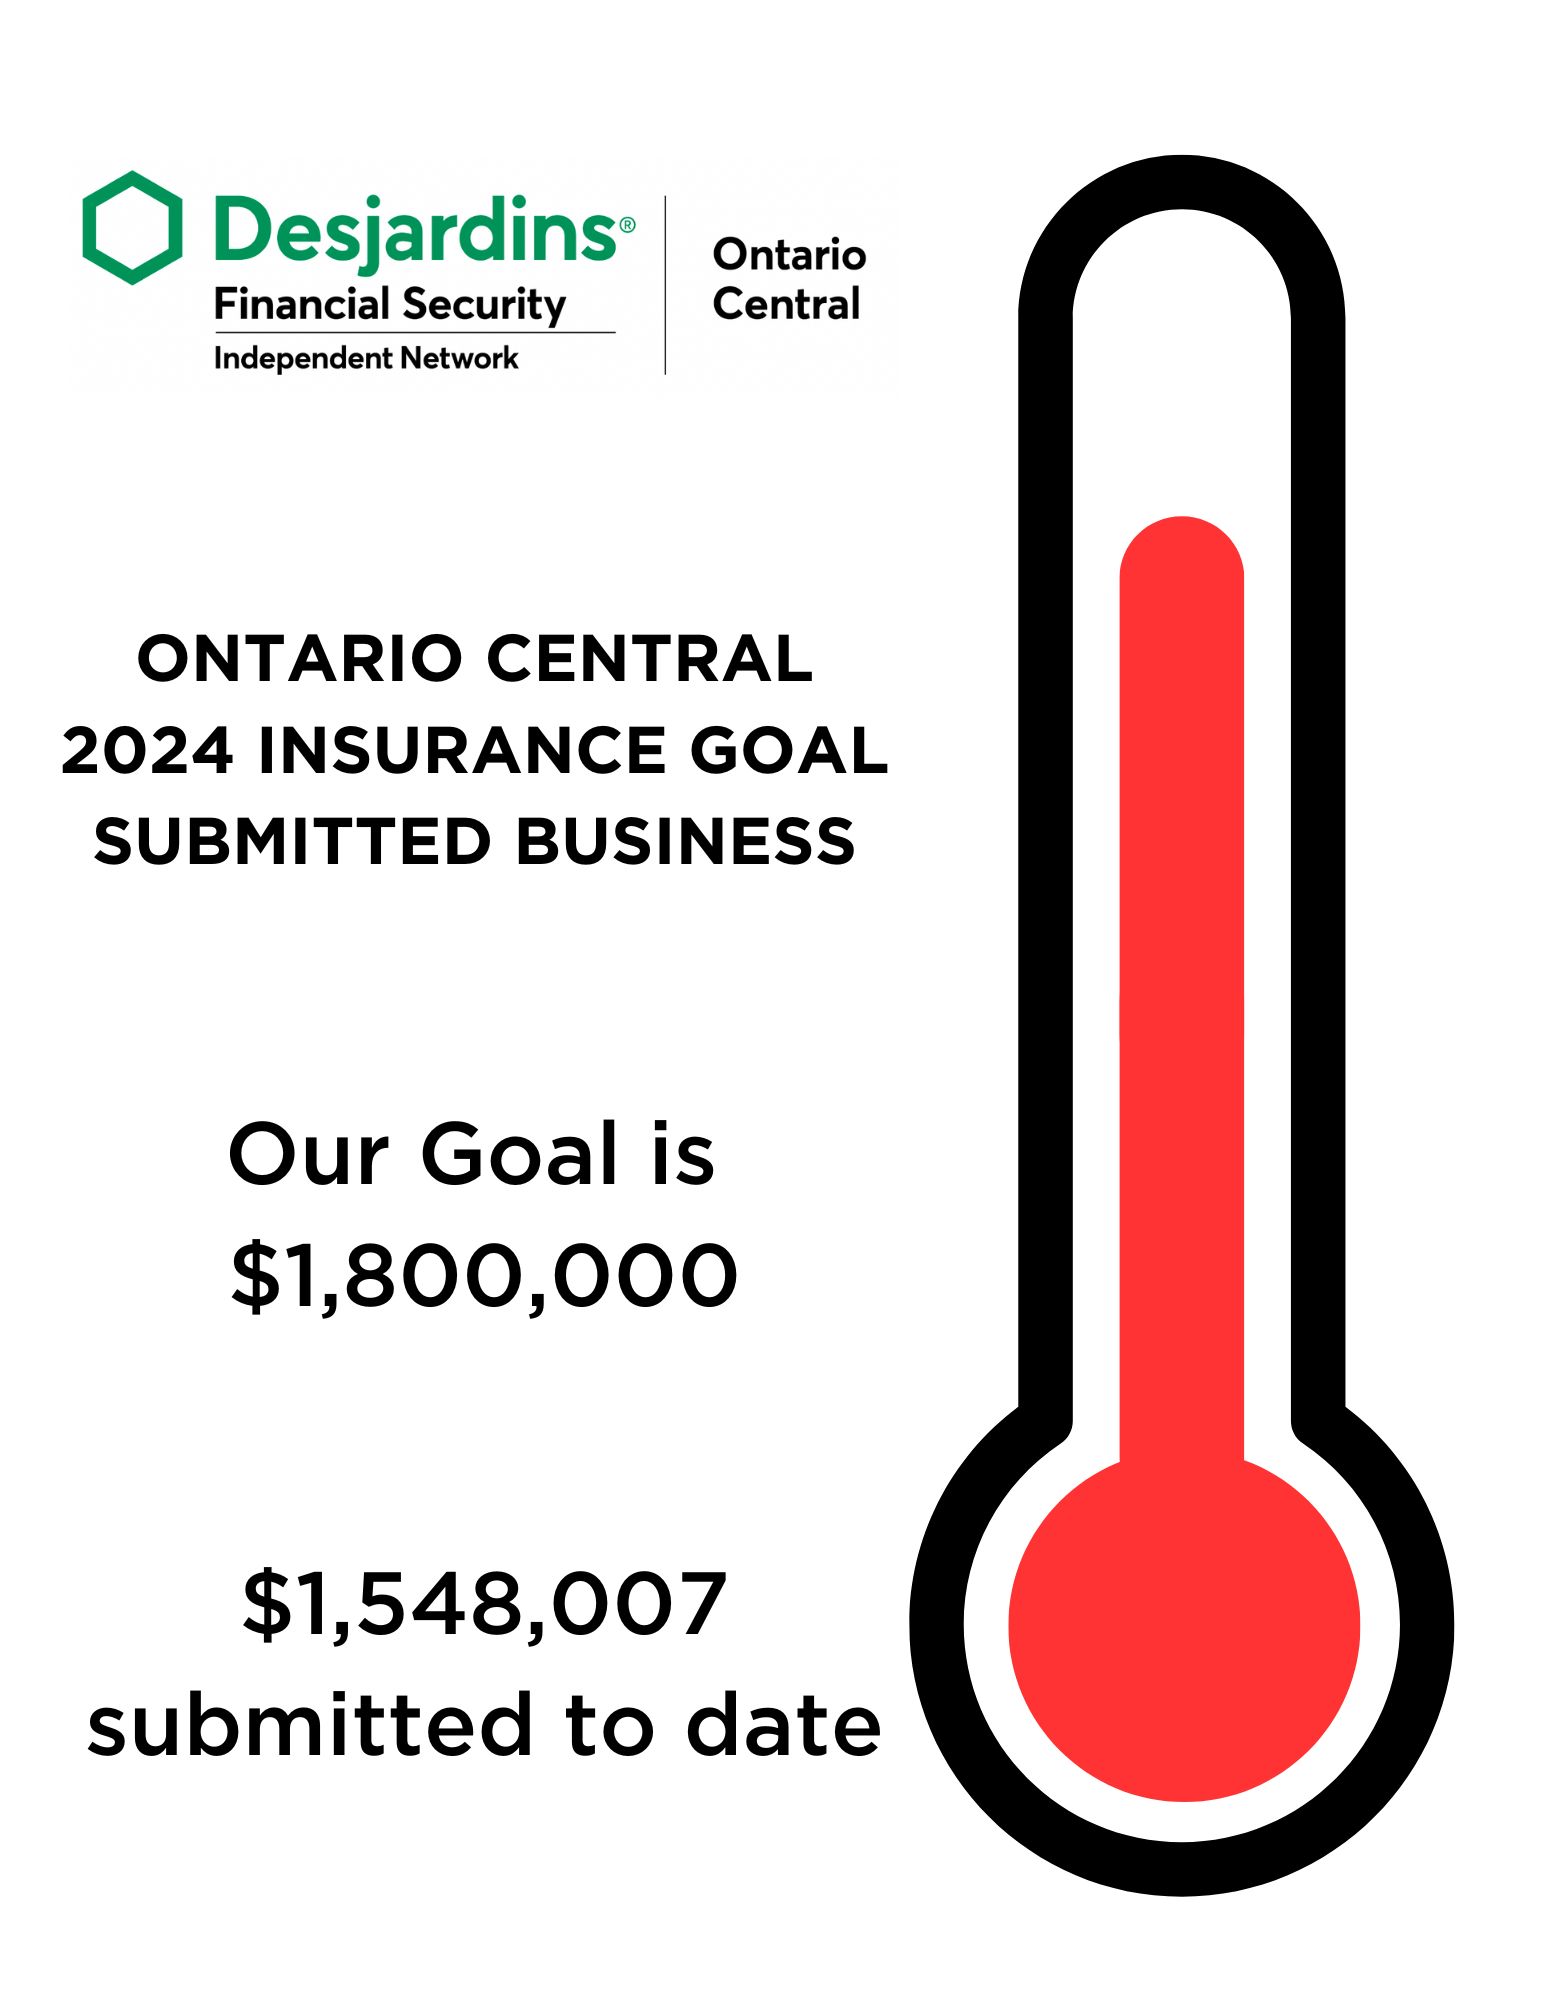 Desjardins®
Financial Security
Independent Network
Ontario
Central
ONTARIO CENTRAL
2024 INSURANCE GOAL
SUBMITTED BUSINESS
Our Goal is
$1,800,000
$1,548,007
submitted to date